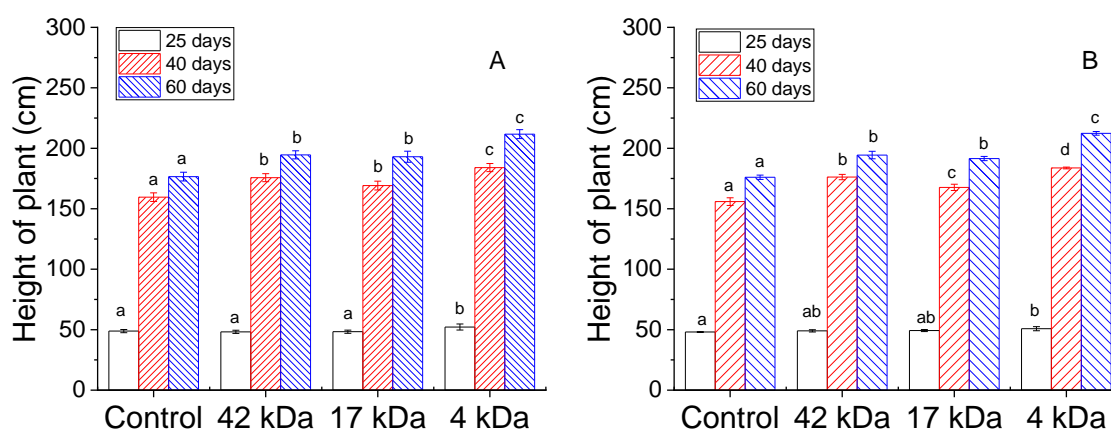 300
250
200
150
100
50
0
Height of plant (cm)
25 days
40 days
60 days
A
a a a
a b b
a b b
b c c
Control 42 kDa 17 kDa 4 kDa
300
250
200
150
100
50
0
Height of plant (cm)
25 days
40 days
60 days
B
a a a
ab b b
ab c b
b d c
Control 42 kDa 17 kDa 4 kDa